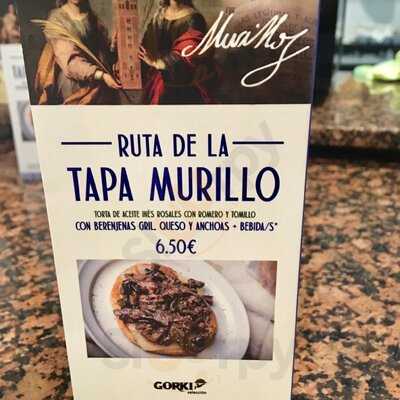 Murillo
RUTA DE LA
TAPA MURILLO
TORTA DE ACEITE INÉS ROSALES CON ROMERO Y TOMILLO
CON BERENJENAS GRIL, QUESO Y ANCHOAS + BEBIDA/S*
6.50€
GORKI
selección